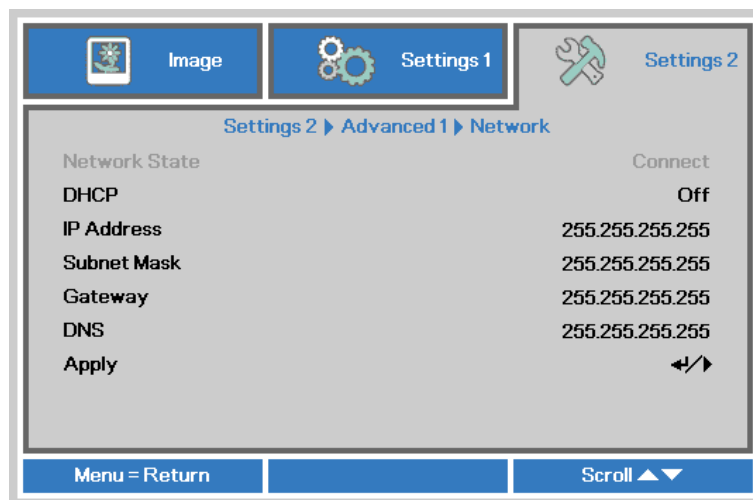 Image Settings 1 Settings 2
Settings 2 ▶ Advanced 1 ▶ Network
Network State Connect
DHCP Off
IP Address 255.255.255.255
Subnet Mask 255.255.255.255
Gateway 255.255.255.255
DNS 255.255.255.255
Apply ↵/▶
Menu = Return Scroll ▲▼